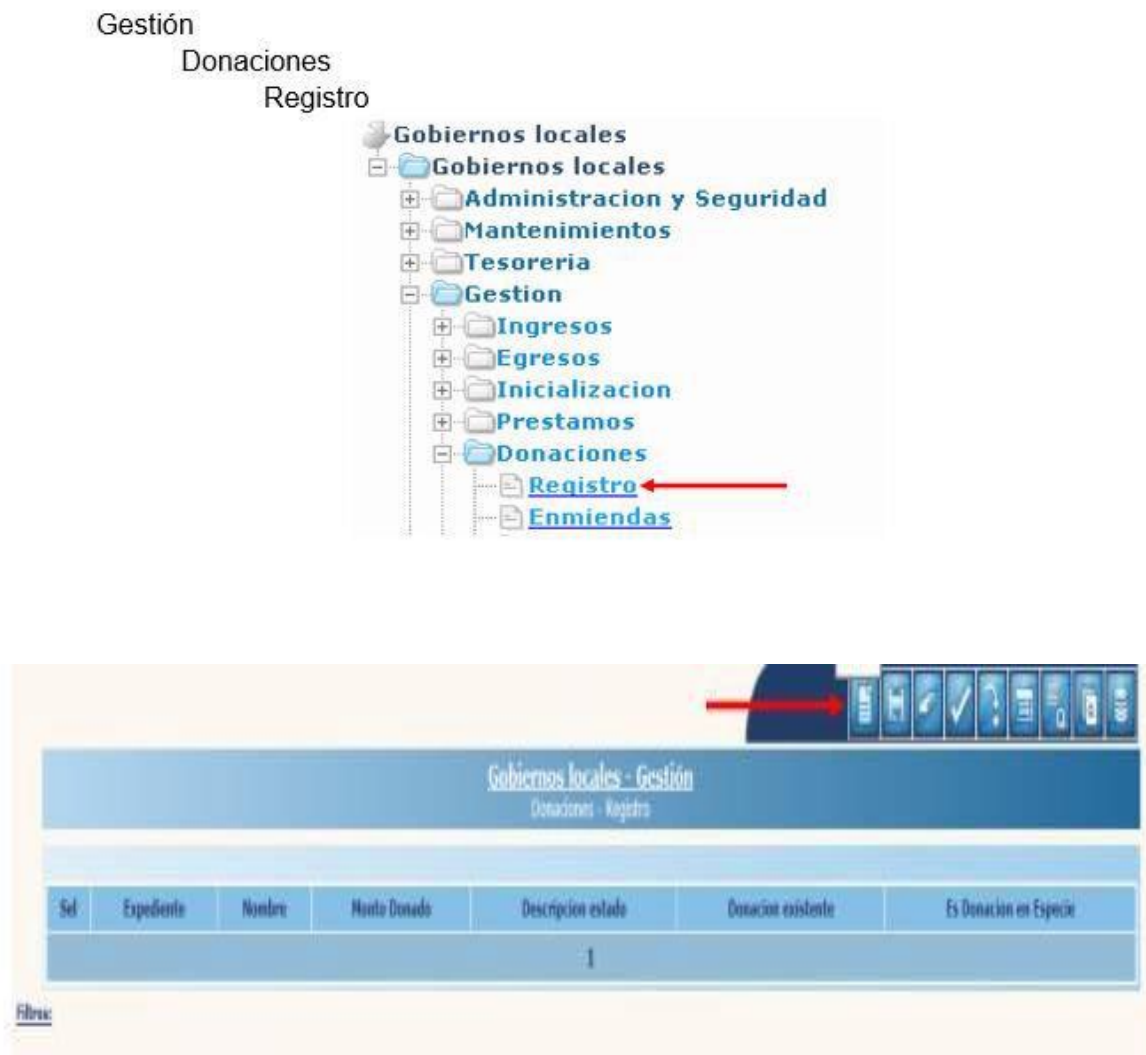 Gestión
Donaciones
Registro
Gobiernos locales
Gobiernos locales
Administracion y Seguridad
Mantenimientos
Tesoreria
Gestion
Ingresos
Egresos
Inicializacion
Prestamos
Donaciones
Registro
Enmiendas
Gobiernos locales - Gestión
Donaciones - Registro
Sel Expediente Nombre Monto Donado Descripcion estado Donacion existente Es Donacion en Especie
1
Filtros: